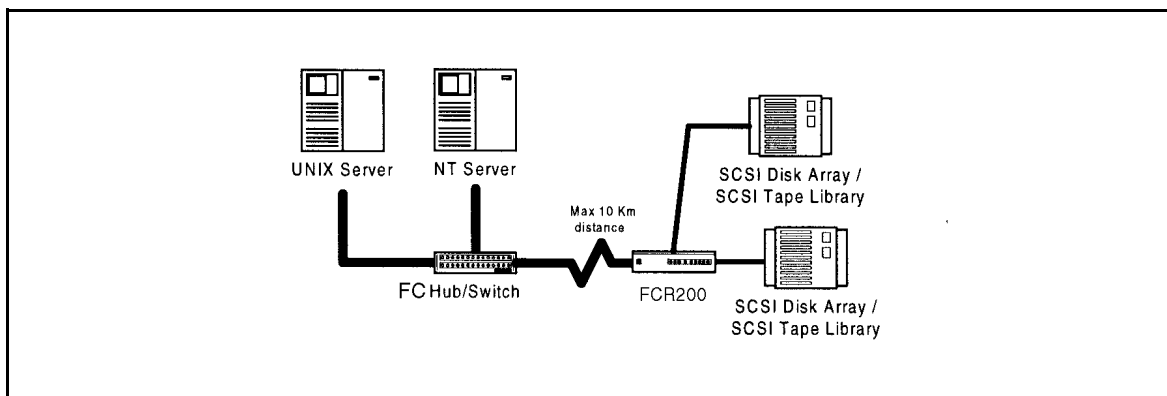 UNIX Server
NT Server
SCSI Disk Array /
SCSI Tape Library
Max 10 Km
distance
FC Hub/Switch
FCR200
SCSI Disk Array /
SCSI Tape Library